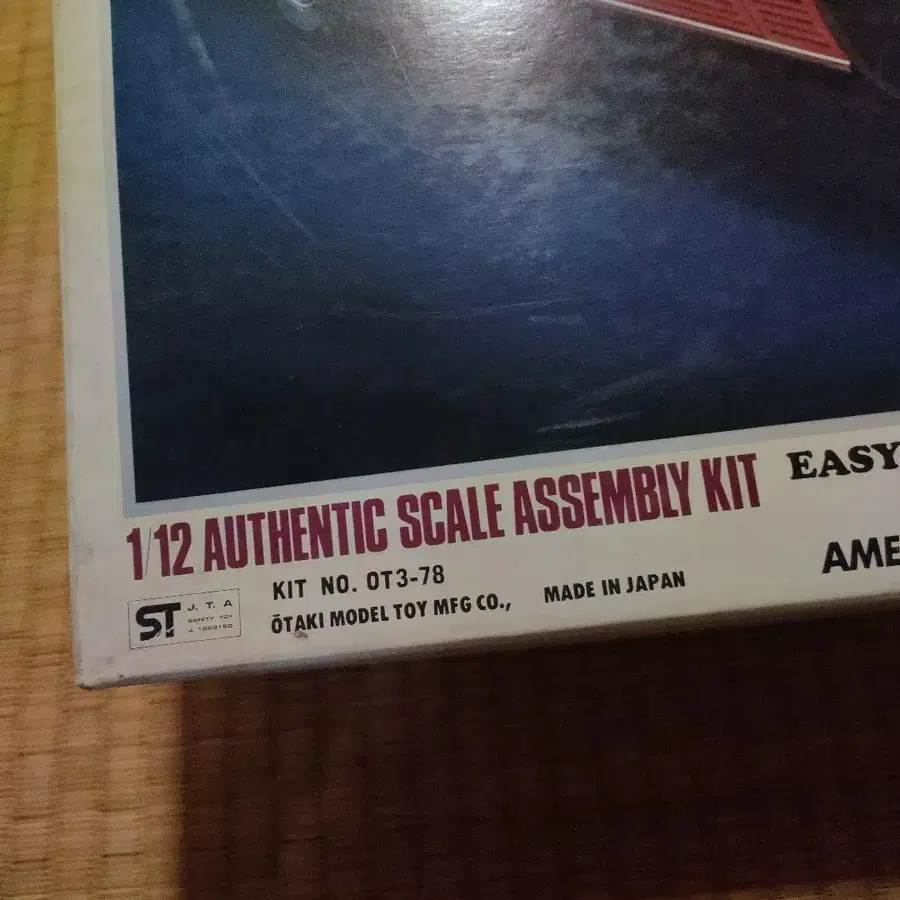 1/12 AUTHENTIC SCALE ASSEMBLY KIT
EASY
KIT NO. OT3-78
AME
ŌTAKI MODEL TOY MFG CO., MADE IN JAPAN
ST
J. T. A
SAFETY TOY